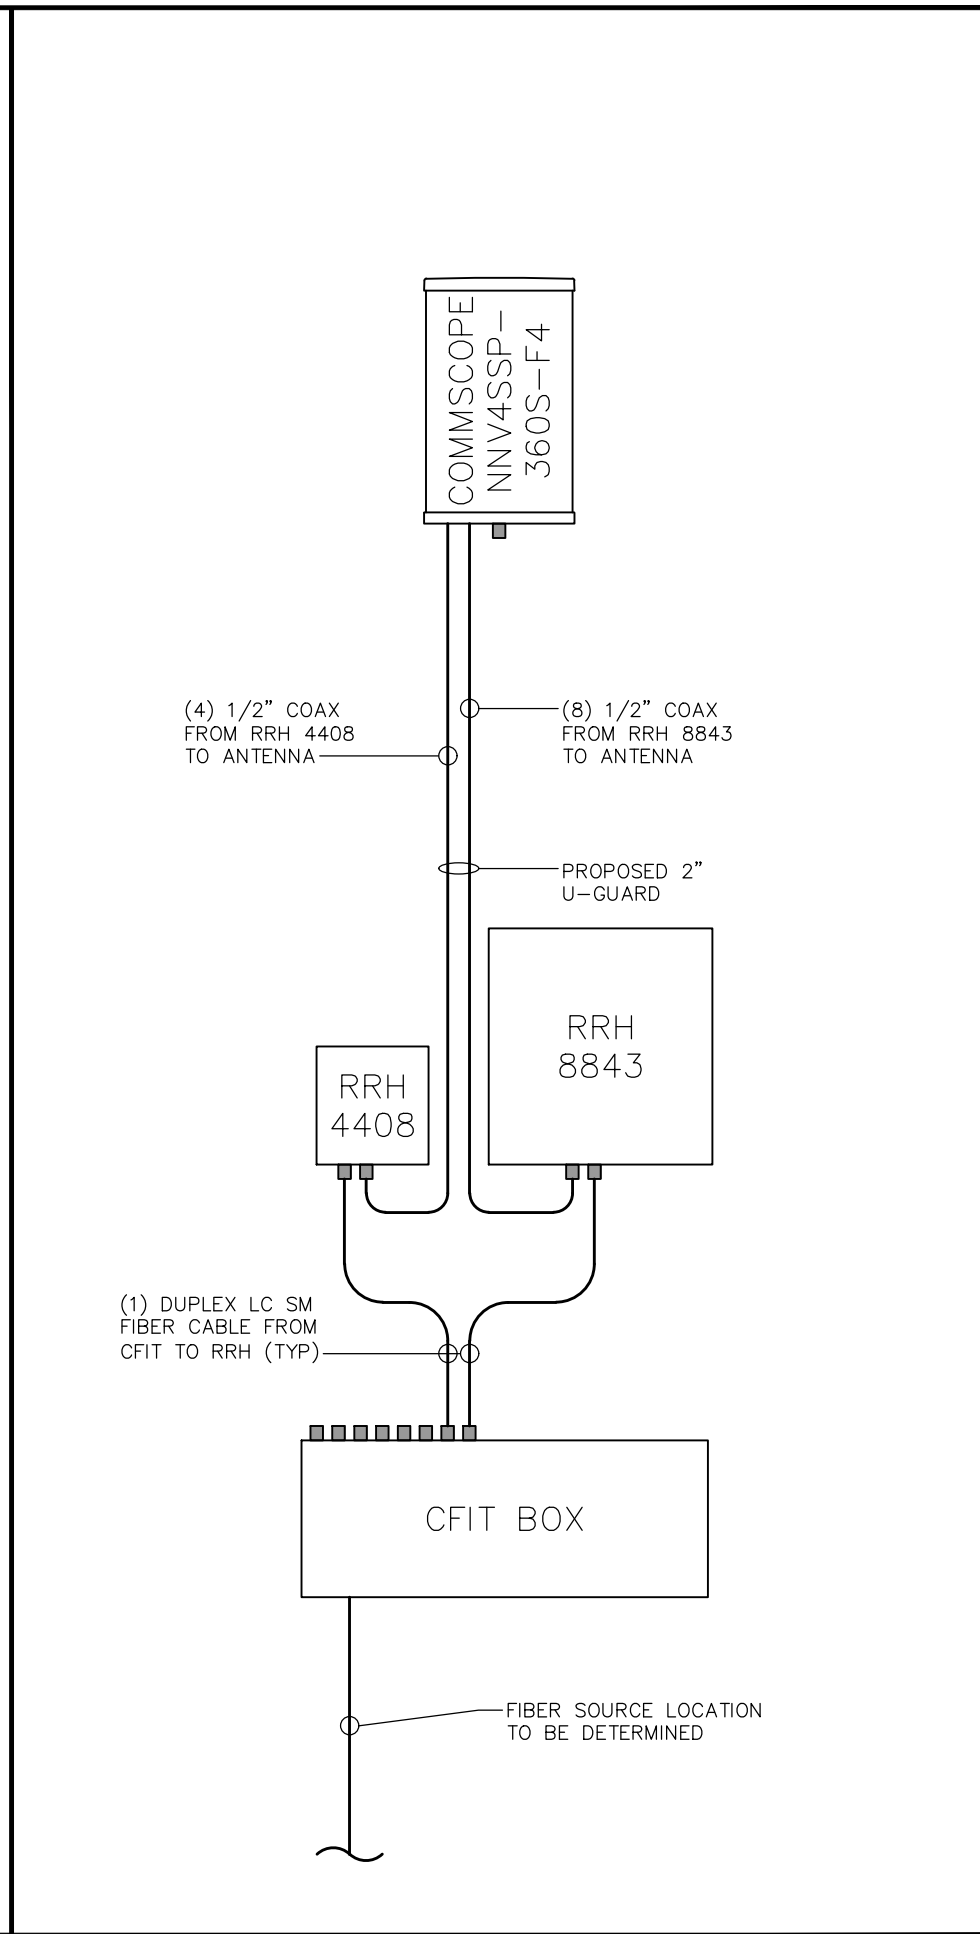 COMMSCOPE
NNV4SSP-
360S-F4
(4) 1/2" COAX
FROM RRH 4408
TO ANTENNA
(8) 1/2" COAX
FROM RRH 8843
TO ANTENNA
PROPOSED 2"
U-GUARD
RRH
8843
RRH
4408
(1) DUPLEX LC SM
FIBER CABLE FROM
CFIT TO RRH (TYP)
CFIT BOX
FIBER SOURCE LOCATION
TO BE DETERMINED